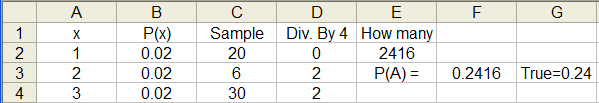 A B C D E F G
1 x P(x) Sample Div. By 4 How many
2 1 0.02 20 0 2416
3 2 0.02 6 2 P(A) = 0.2416 True=0.24
4 3 0.02 30 2